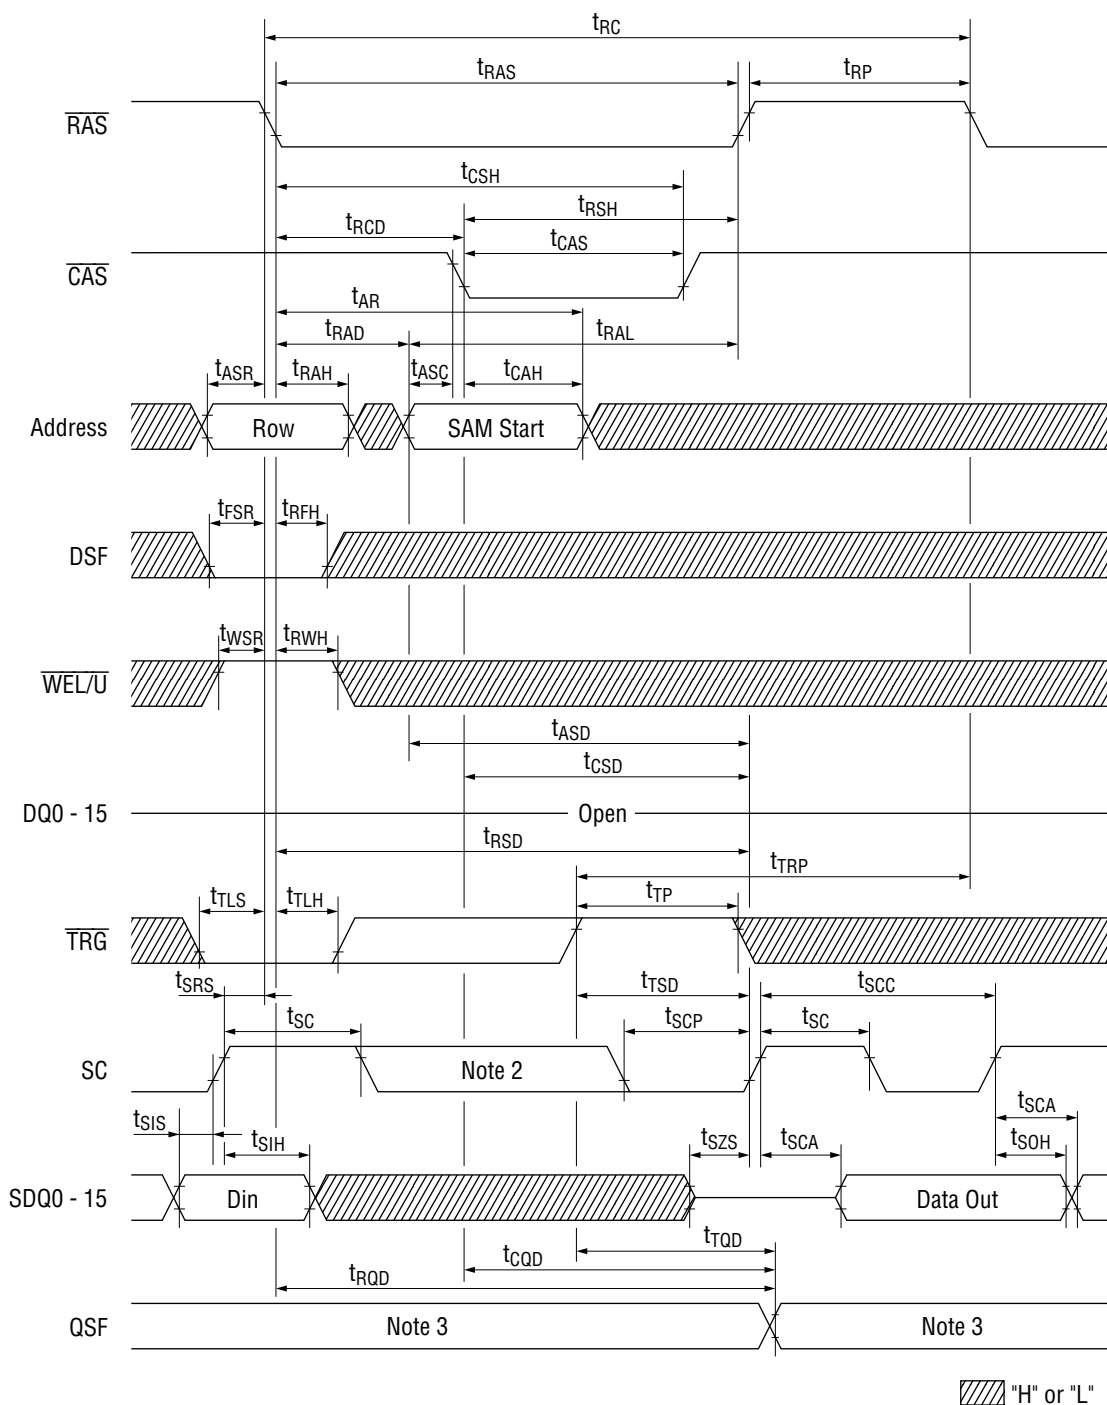 tRC
tRAS tRP
RAS
tCSH
tRSH
tRCD
tCAS
CAS
tAR
tRAD tRAL
tASR tRAH tASC tCAH
Address Row SAM Start
tFSR tRFH
DSF
tWSR tRWH
WEL/U
tASD
tCSD
DQ0 - 15 Open
tRSD
tTRP
tTLS tTLH tTP
TRG
tSRS tTSD tSCC
tSC tSCP tSC
SC Note 2
tSIS tSCA
tSIH tSZS tSCA tSOH
SDQ0 - 15 Din Data Out
tTQD
tCQD
tRQD
QSF Note 3 Note 3
"H" or "L"